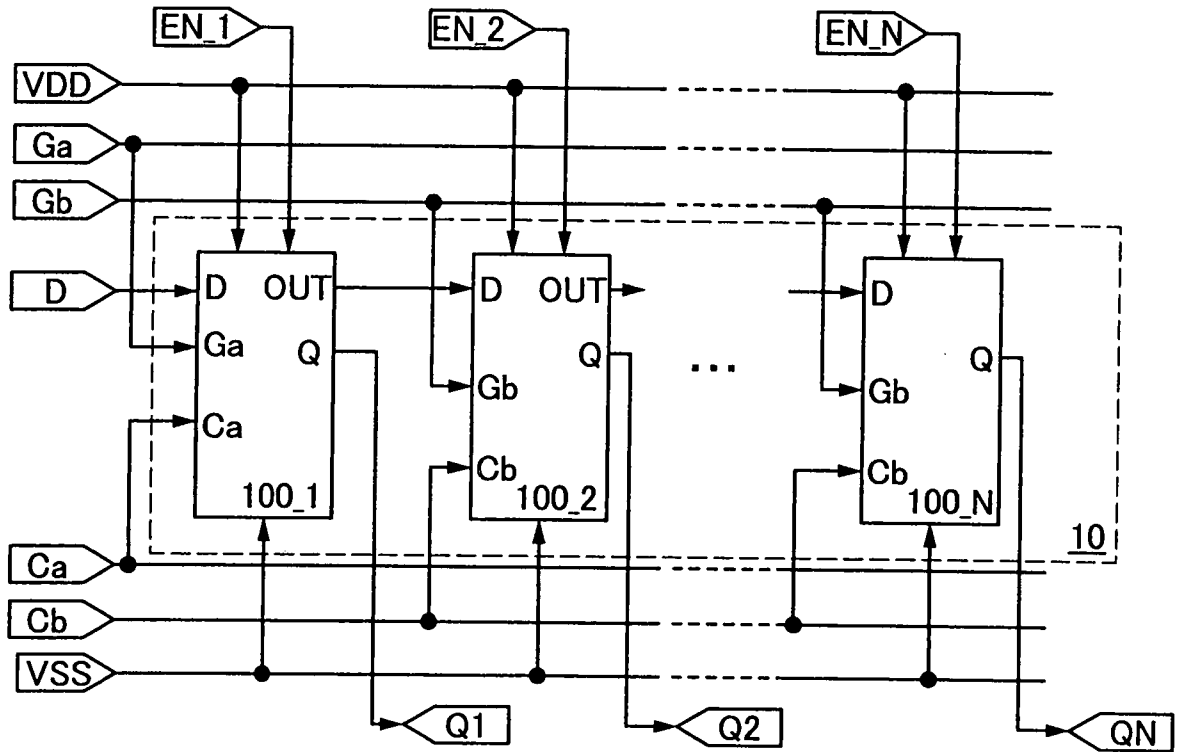 EN_1
EN_2
EN_N
VDD
Ga
Gb
D
D OUT
D OUT
D
Ga
Q
Q
Q
Gb
Gb
...
Ca
Cb
Cb
100_1
100_2
100_N
10
Ca
Cb
VSS
Q1
Q2
QN